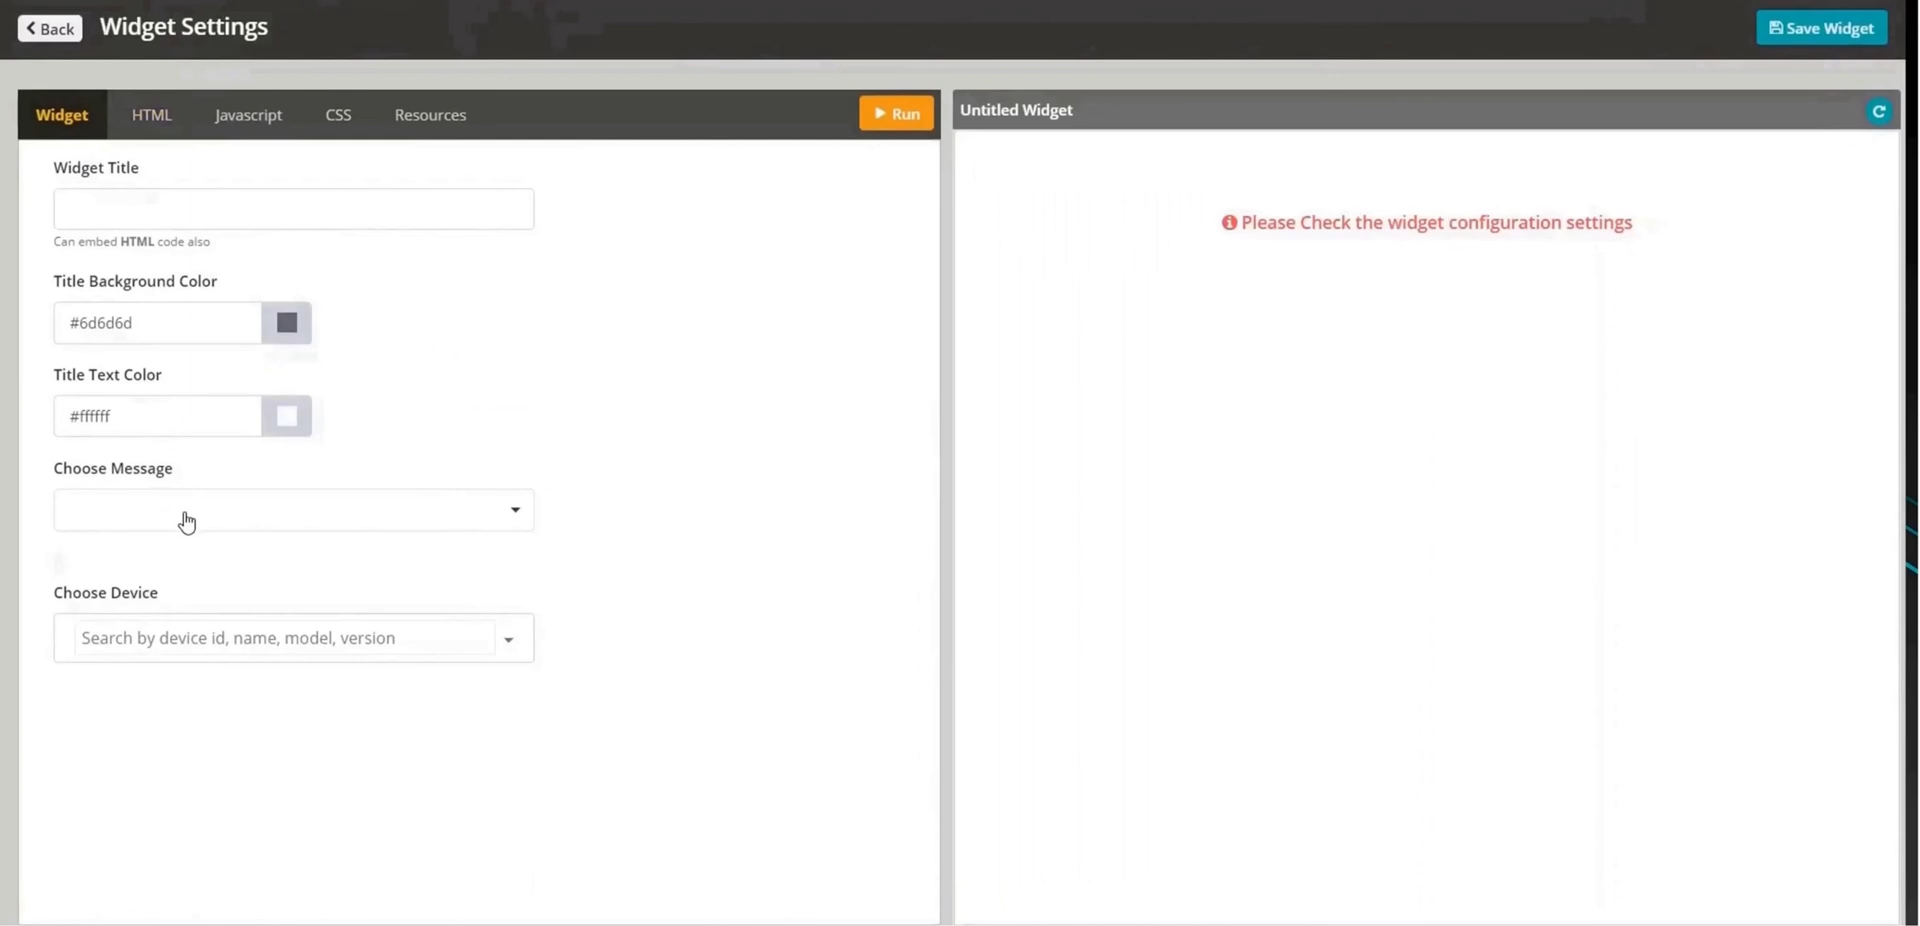 Back
Widget Settings
Save Widget
Widget
HTML
Javascript
CSS
Resources
Run
Untitled Widget
Widget Title
Can embed HTML code also
Title Background Color
#6d6d6d
Title Text Color
#ffffff
Choose Message
Choose Device
Search by device id, name, model, version
Please Check the widget configuration settings